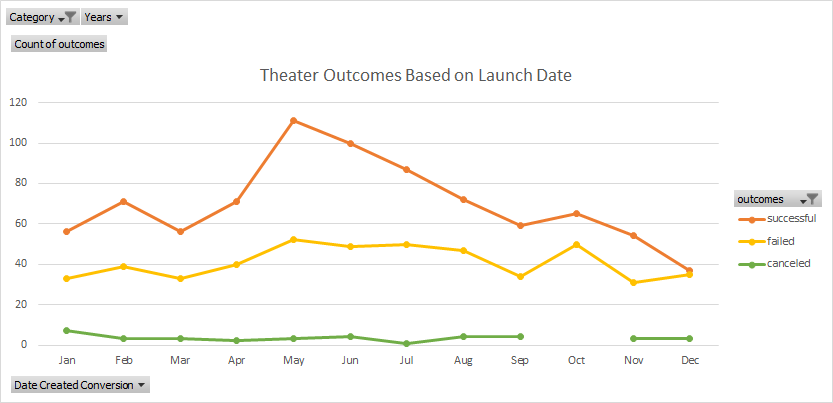 Category Years
Count of outcomes
Theater Outcomes Based on Launch Date
120
100
80
60
40
20
0
Jan Feb Mar Apr May Jun Jul Aug Sep Oct Nov Dec
outcomes
successful
failed
canceled
Date Created Conversion